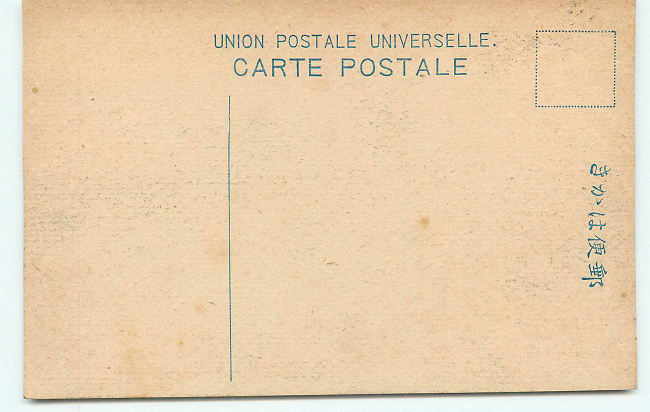 UNION POSTALE UNIVERSELLE.
CARTE POSTALE
郵便はがき